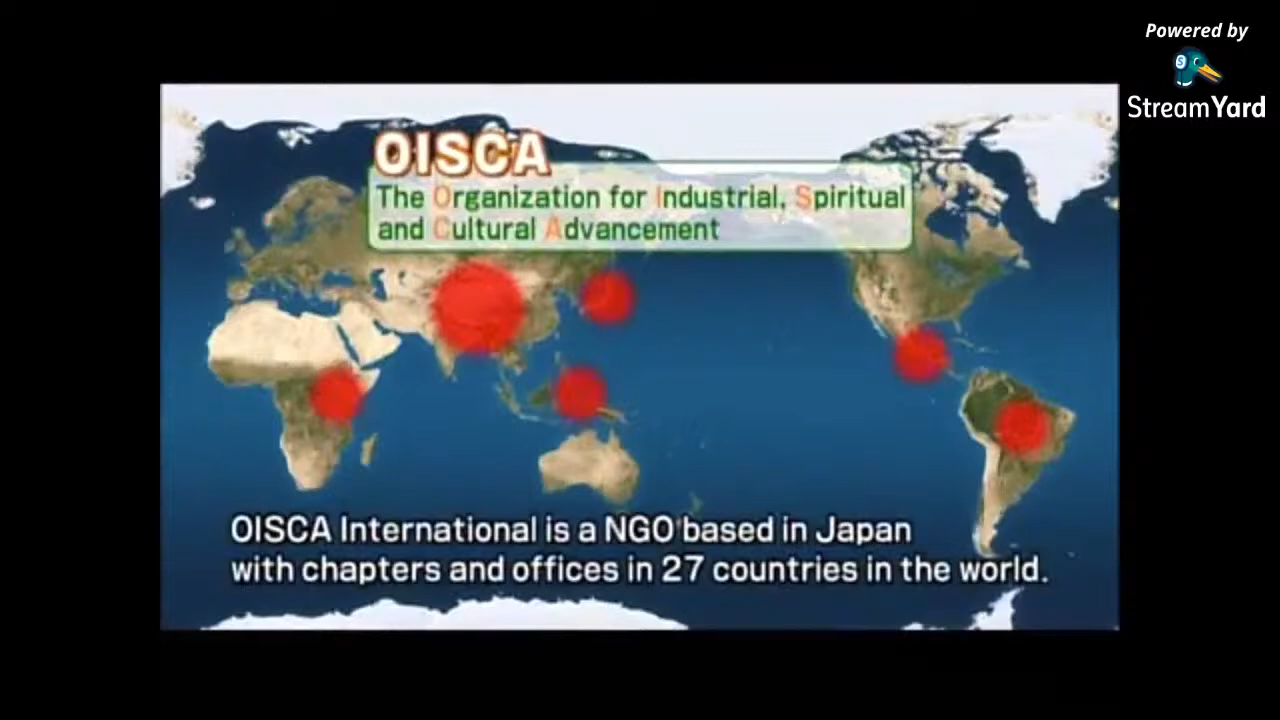 Powered by
StreamYard
OISCA
The Organization for Industrial, Spiritual
and Cultural Advancement
OISCA International is a NGO based in Japan
with chapters and offices in 27 countries in the world.